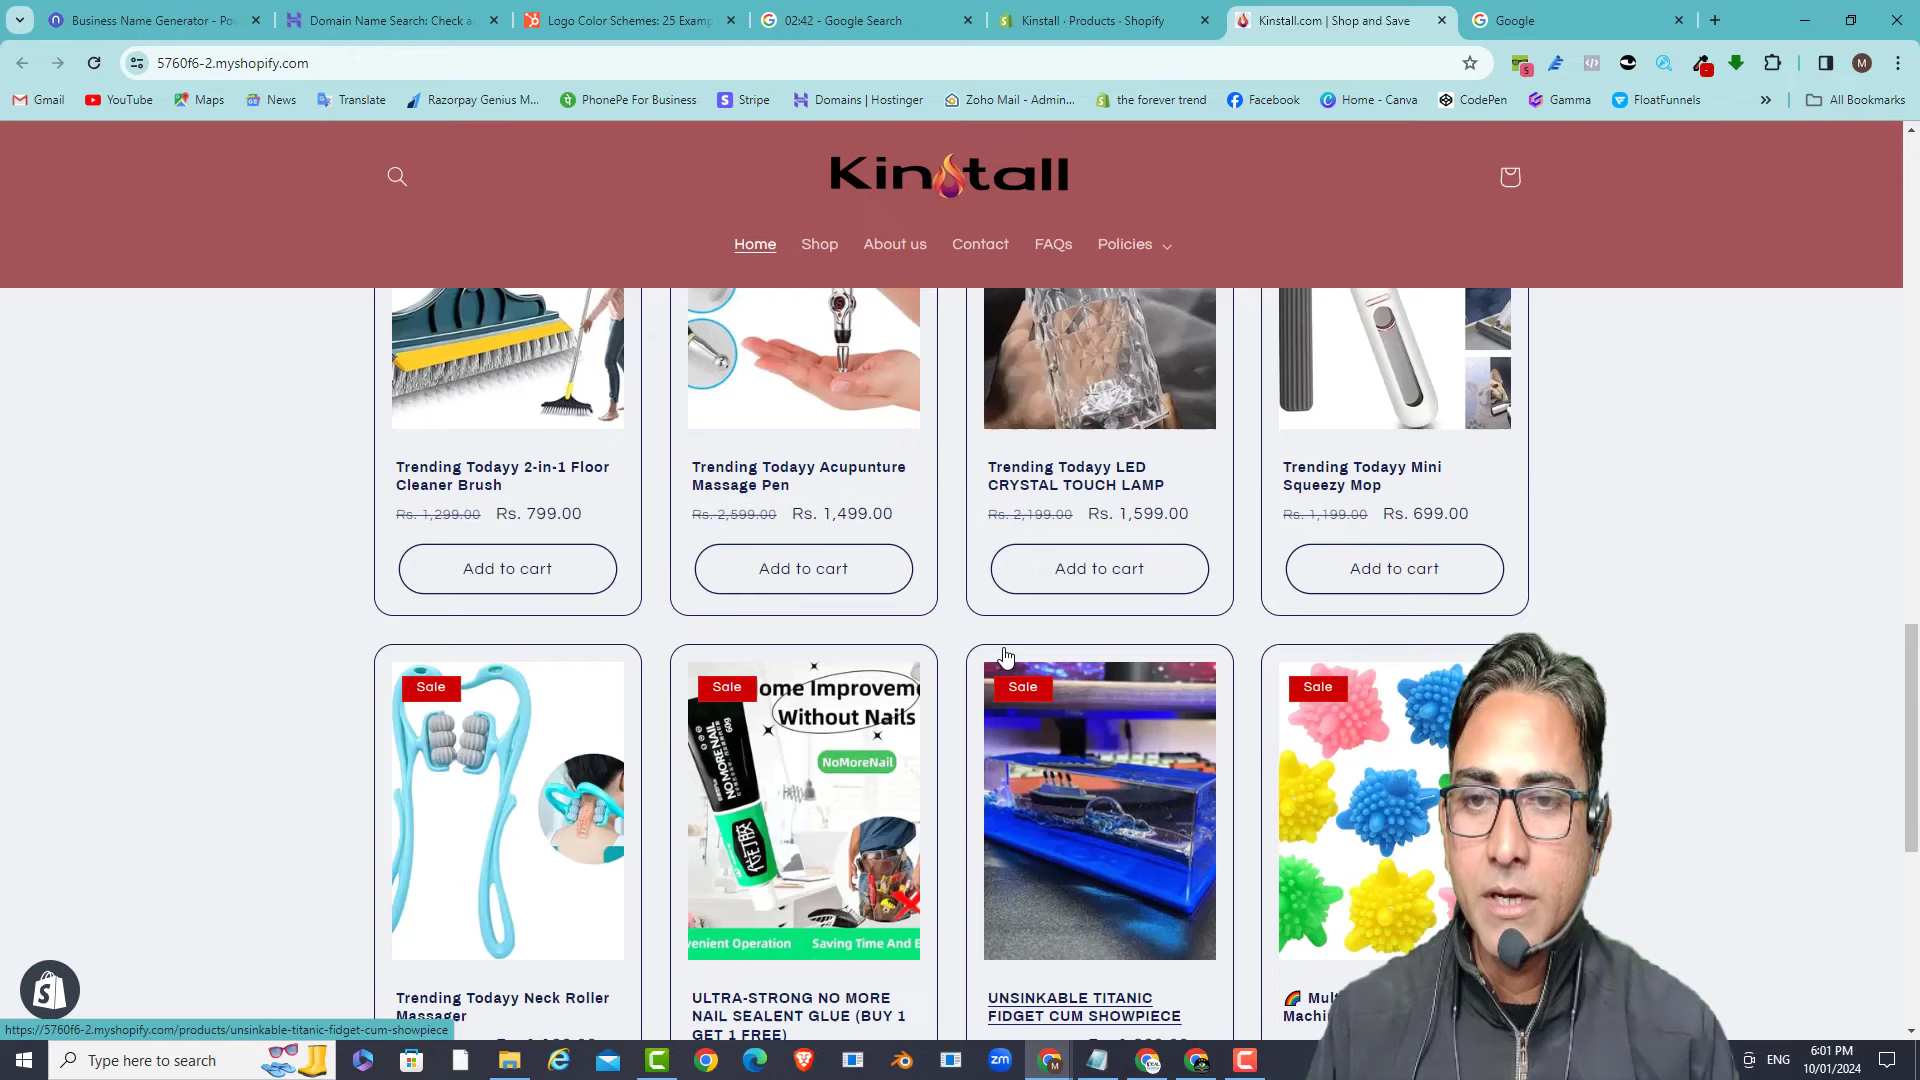 Business Name Generator - Po
Domain Name Search: Check a
Logo Color Schemes: 25 Examp
02:42 - Google Search
Kinstall · Products · Shopify
Kinstall.com | Shop and Save
Google
5760f6-2.myshopify.com
Gmail
YouTube
Maps
News
Translate
Razorpay Genius M...
PhonePe For Business
Stripe
Domains | Hostinger
Zoho Mail - Admin...
the forever trend
Facebook
Home - Canva
CodePen
Gamma
FloatFunnels
All Bookmarks
Kinstall
Home
Shop
About us
Contact
FAQs
Policies
Trending Todayy 2-in-1 Floor
Cleaner Brush
Rs. 1,299.00 Rs. 799.00
Add to cart
Trending Todayy Acupunture
Massage Pen
Rs. 2,599.00 Rs. 1,499.00
Add to cart
Trending Todayy LED
CRYSTAL TOUCH LAMP
Rs. 2,199.00 Rs. 1,599.00
Add to cart
Trending Todayy Mini
Squeezy Mop
Rs. 1,199.00 Rs. 699.00
Add to cart
Sale
Trending Todayy Neck Roller
Massager
Sale
ome Improveme
Without Nails
NoMoreNail
NOMORENAIL
60g
venient Operation
Saving Time And E
ULTRA-STRONG NO MORE
NAIL SEALENT GLUE (BUY 1
GET 1 FREE)
Sale
UNSINKABLE TITANIC
FIDGET CUM SHOWPIECE
Sale
Mul
Machi
https://5760f6-2.myshopify.com/products/unsinkable-titanic-fidget-cum-showpiece
Type here to search
ENG
6:01 PM
10/01/2024